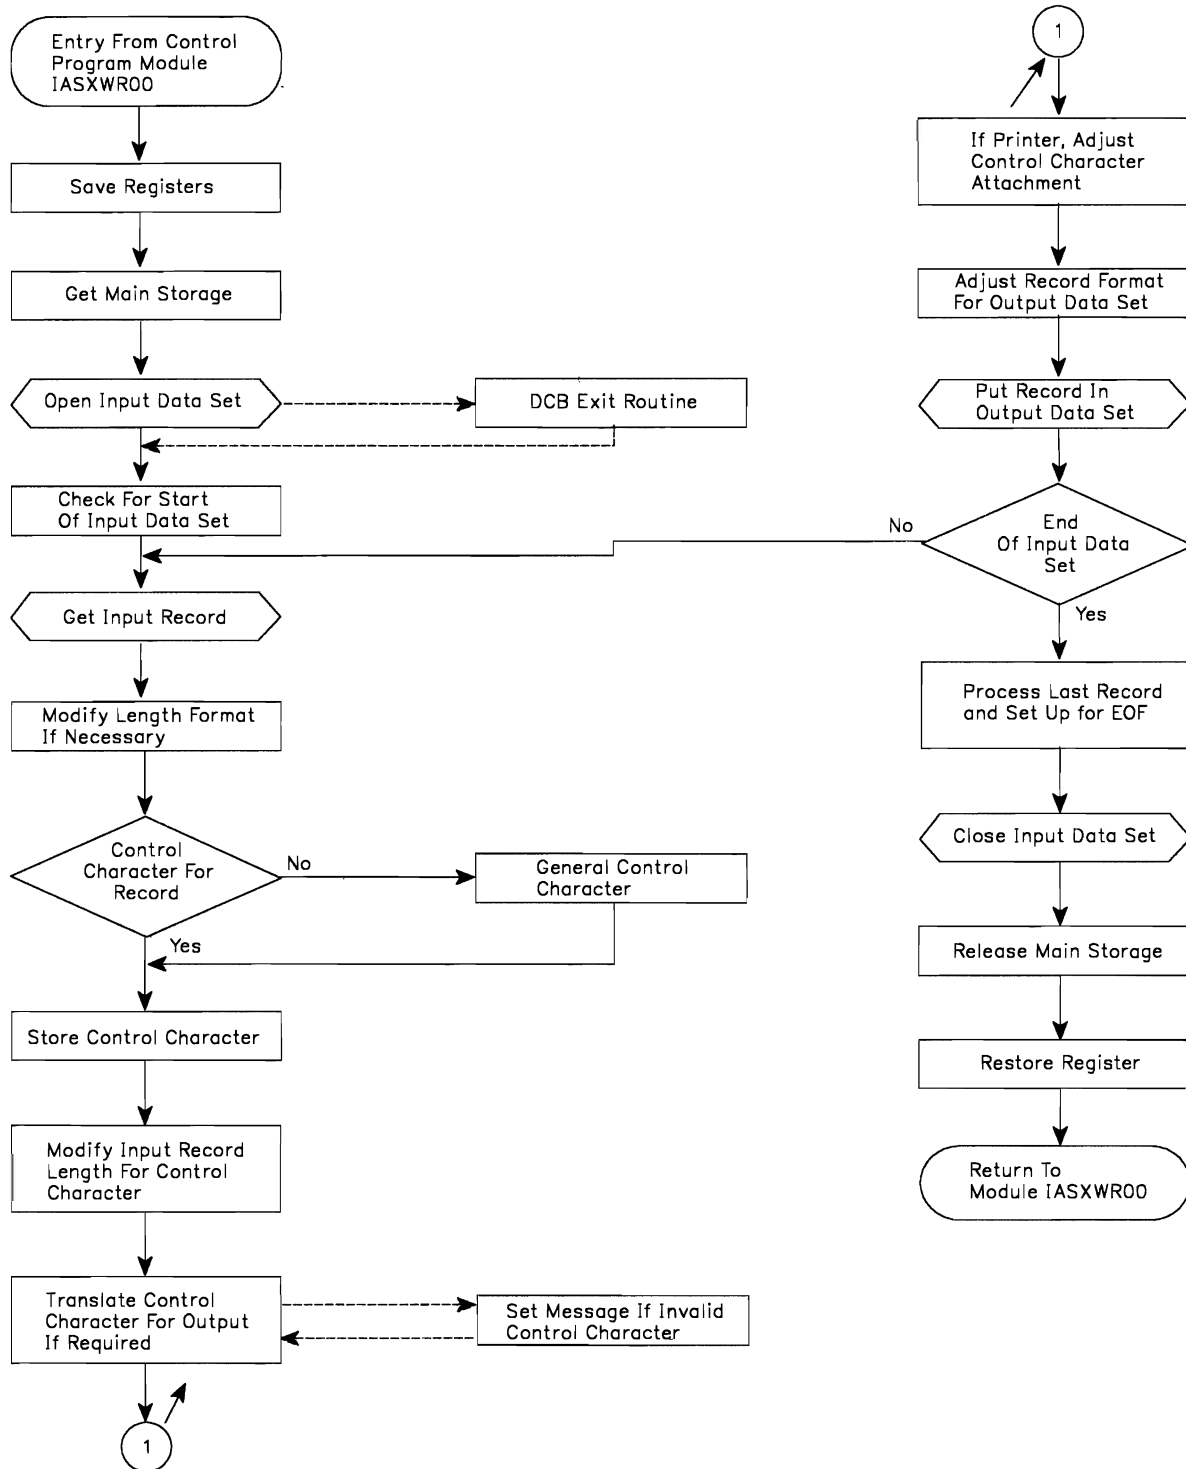 Entry From Control
Program Module
IASXWR00
Save Registers
Get Main Storage
Open Input Data Set
DCB Exit Routine
Check For Start
Of Input Data Set
Get Input Record
Modify Length Format
If Necessary
Control
Character For
Record
No
General Control
Character
Yes
Store Control Character
Modify Input Record
Length For Control
Character
Translate Control
Character For Output
If Required
Set Message If Invalid
Control Character
1
1
If Printer, Adjust
Control Character
Attachment
Adjust Record Format
For Output Data Set
Put Record In
Output Data Set
No
End
Of Input Data
Set
Yes
Process Last Record
and Set Up for EOF
Close Input Data Set
Release Main Storage
Restore Register
Return To
Module IASXWR00